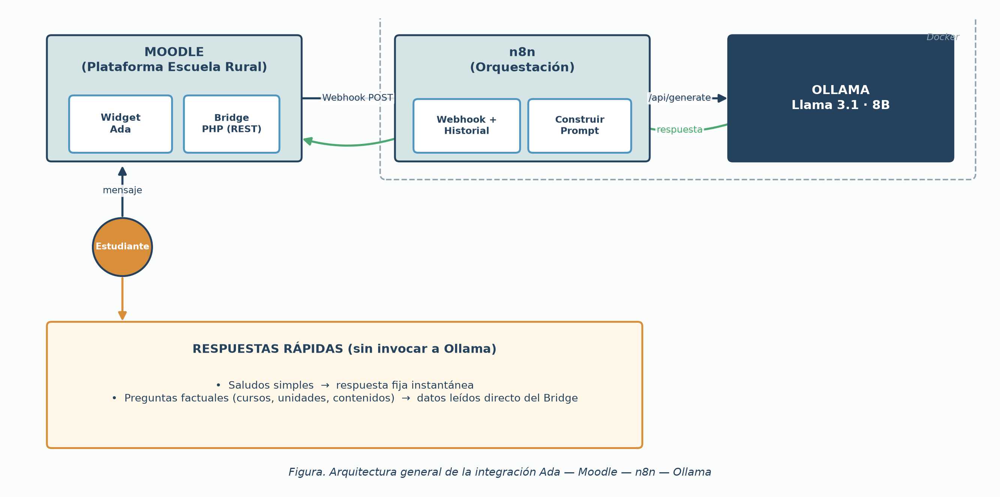 Docker
MOODLE
(Plataforma Escuela Rural)
Widget
Ada
Bridge
PHP (REST)
Webhook POST
n8n
(Orquestación)
Webhook +
Historial
Construir
Prompt
/api/generate
respuesta
OLLAMA
Llama 3.1 · 8B
mensaje
Estudiante
RESPUESTAS RÁPIDAS (sin invocar a Ollama)
• Saludos simples → respuesta fija instantánea
• Preguntas factuales (cursos, unidades, contenidos) → datos leídos directo del Bridge
Figura. Arquitectura general de la integración Ada — Moodle — n8n — Ollama